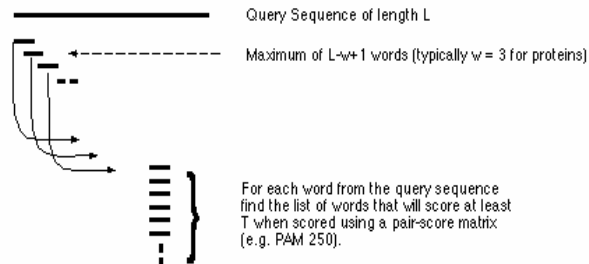 Query Sequence of length L
Maximum of L-w+1 words (typically w = 3 for proteins)
For each word from the query sequence
find the list of words that will score at least
T when scored using a pair-score matrix
(e.g. PAM 250).